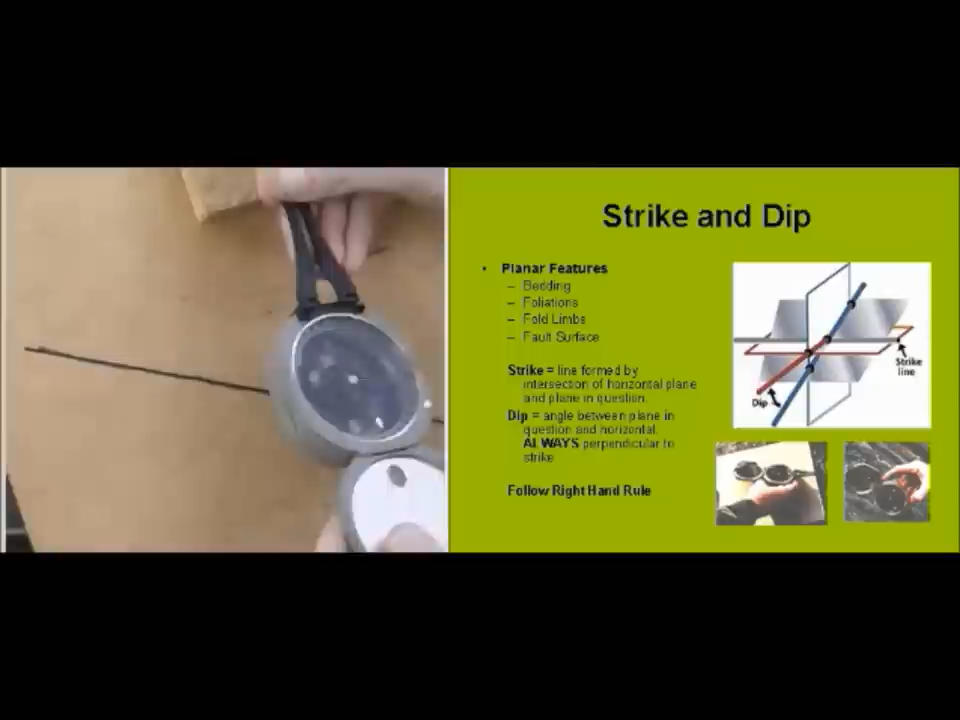 Strike and Dip
• Planar Features
– Bedding
– Foliations
– Fold Limbs
– Fault Surface
Strike = line formed by
intersection of horizontal plane
and plane in question.
Dip = angle between plane in
question and horizontal.
ALWAYS perpendicular to
strike
Follow Right Hand Rule
Strike
line
Dip